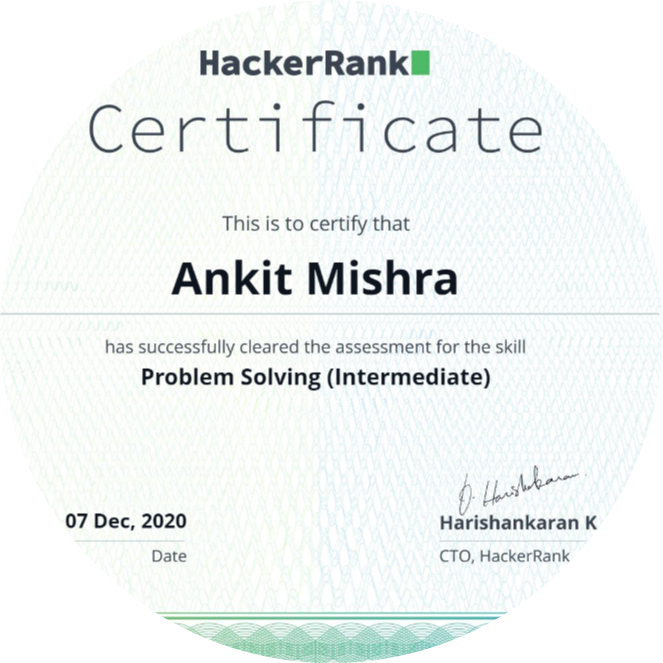 HackerRank
Certificate
This is to certify that
Ankit Mishra
has successfully cleared the assessment for the skill
Problem Solving (Intermediate)
07 Dec, 2020
Date
Harishankaran K
CTO, HackerRank